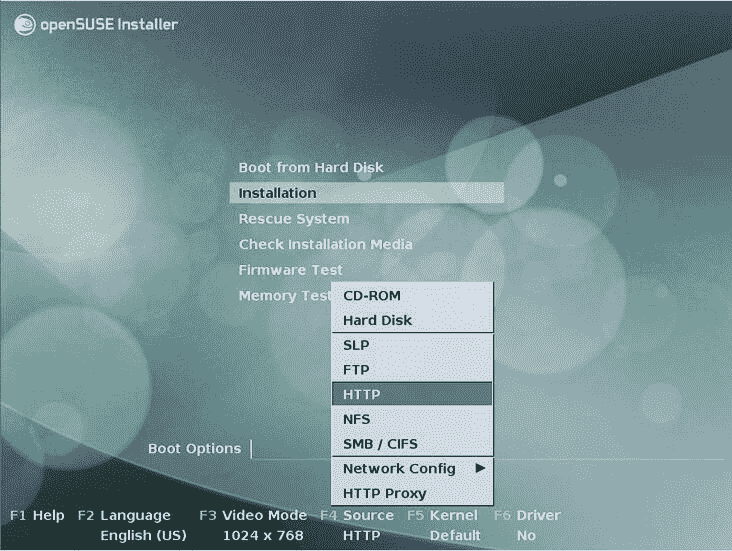 openSUSE Installer
Boot from Hard Disk
Installation
Rescue System
Check Installation Media
Firmware Test
Memory Test
CD-ROM
Hard Disk
SLP
FTP
HTTP
NFS
SMB / CIFS
Network Config
HTTP Proxy
Boot Options
F1 Help F2 Language F3 Video Mode F4 Source F5 Kernel F6 Driver
English (US) 1024 x 768 HTTP Default No